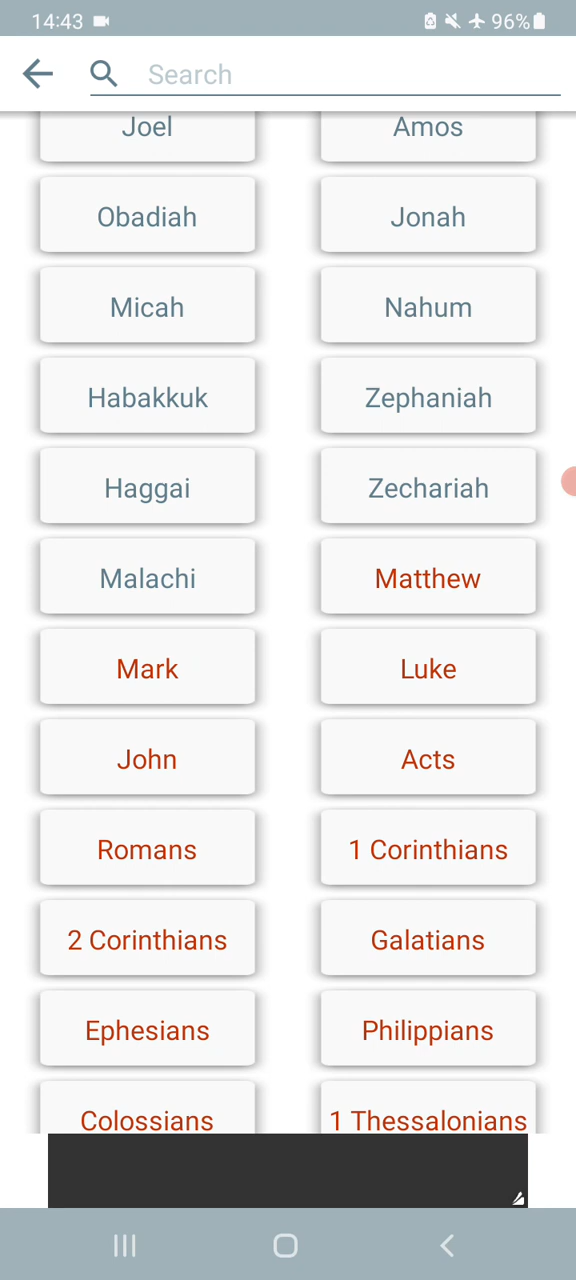 14:43 96%
Search
Joel Amos
Obadiah Jonah
Micah Nahum
Habakkuk Zephaniah
Haggai Zechariah
Malachi Matthew
Mark Luke
John Acts
Romans 1 Corinthians
2 Corinthians Galatians
Ephesians Philippians
Colossians 1 Thessalonians